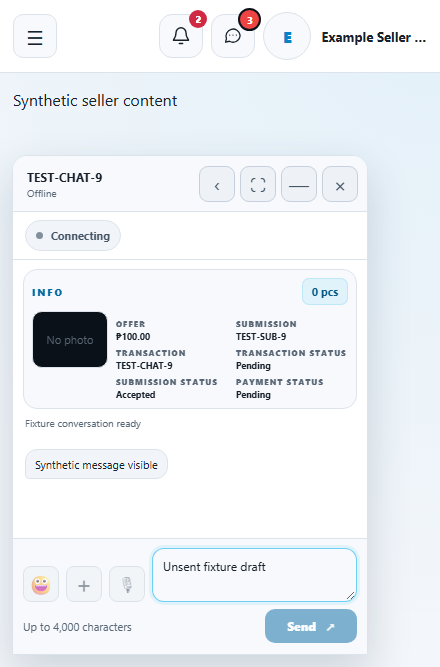 2
3
E
Example Seller ...
Synthetic seller content
TEST-CHAT-9
Offline
Connecting
INFO
0 pcs
No photo
OFFER
₱100.00
SUBMISSION
TEST-SUB-9
TRANSACTION
TEST-CHAT-9
TRANSACTION STATUS
Pending
SUBMISSION STATUS
Accepted
PAYMENT STATUS
Pending
Fixture conversation ready
Synthetic message visible
Unsent fixture draft
Up to 4,000 characters
Send ↗